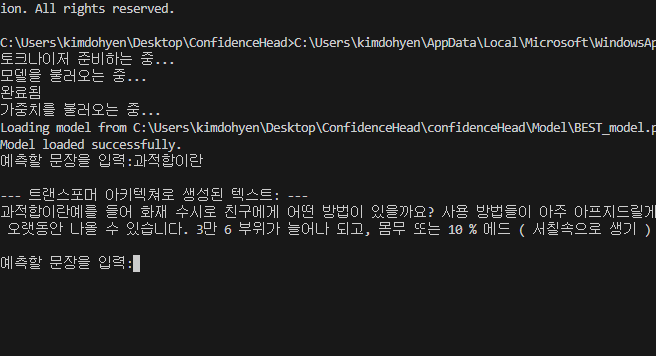 ion. All rights reserved.
C:\Users\kimdohyen\Desktop\ConfidenceHead>C:\Users\kimdohyen\AppData\Local\Microsoft\WindowsAp
토크나이저 준비하는 중...
모델을 불러오는 중...
완료됨
가중치를 불러오는 중...
Loading model from C:\Users\kimdohyen\Desktop\ConfidenceHead\confidenceHead\Model\BEST_model.p
Model loaded successfully.
예측할 문장을 입력:과적합이란
--- 트랜스포머 아키텍쳐로 생성된 텍스트: ---
과적합이란예를 들어 화재 수시로 친구에게 어떤 방법이 있을까요? 사용 방법들이 아주 아프지드릴게
오랫동안 나올 수 있습니다. 3만 6 부위가 늘어나 되고, 몸무 또는 10 % 에드 ( 서칠속으로 생기 )
예측할 문장을 입력: